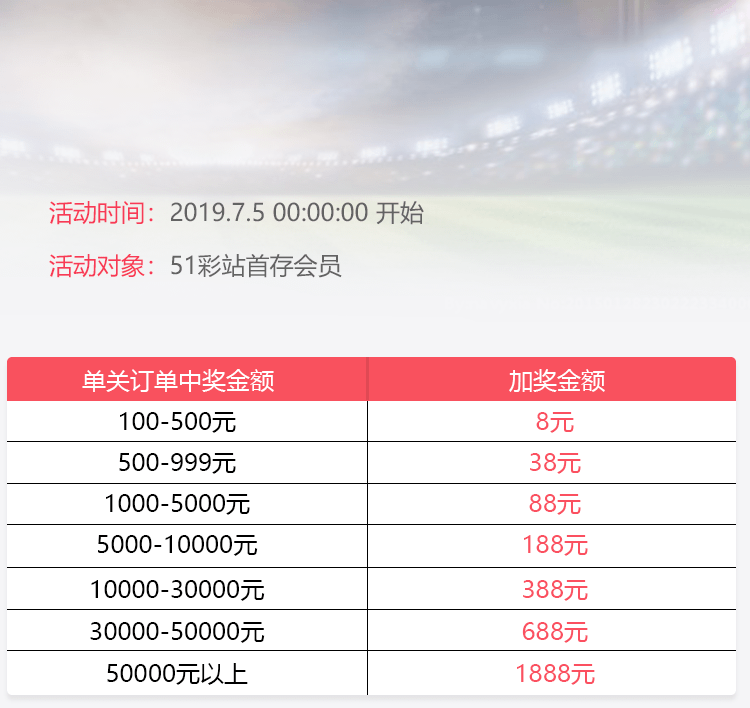 活动时间：2019.7.5 00:00:00 开始
活动对象：51彩站首存会员
单关订单中奖金额 加奖金额
100-500元 8元
500-999元 38元
1000-5000元 88元
5000-10000元 188元
10000-30000元 388元
30000-50000元 688元
50000元以上 1888元